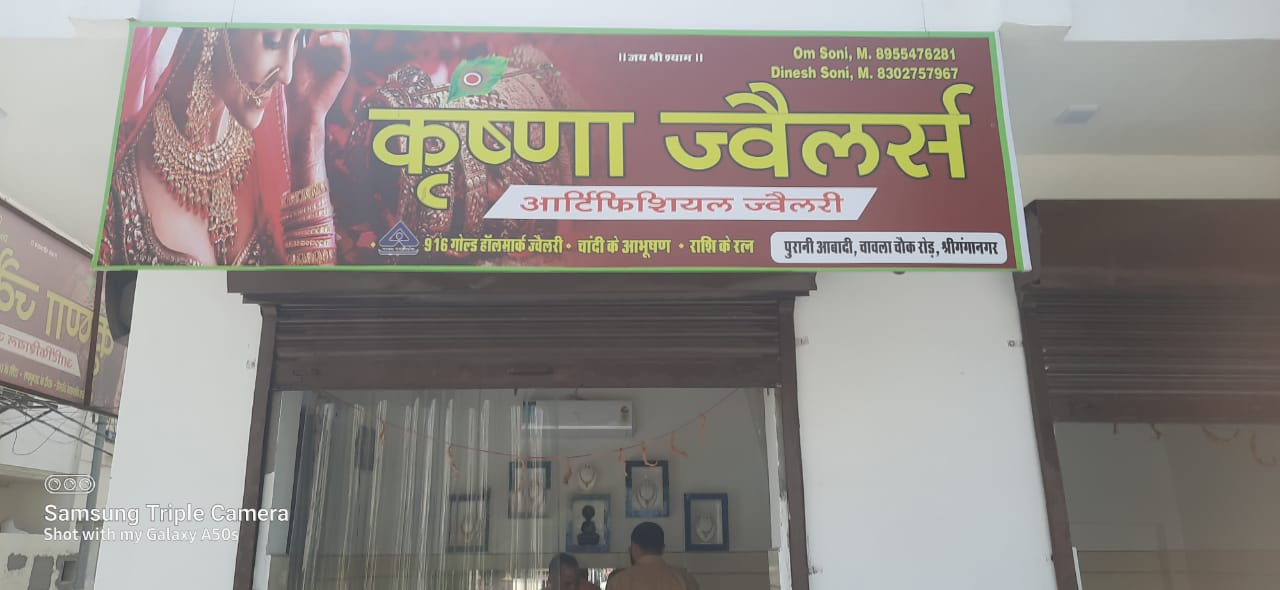 ।। जय श्री श्याम ।।
Om Soni, M. 8955476281
Dinesh Soni, M. 8302757967
कृष्णा ज्वैलर्स
आर्टिफिशियल ज्वैलरी
• 916 गोल्ड हॉलमार्क ज्वैलरी • चांदी के आभूषण • राशि के रत्न
पुरानी आबादी, चावला चौक रोड़, श्रीगंगानगर
Samsung Triple Camera
Shot with my Galaxy A50s